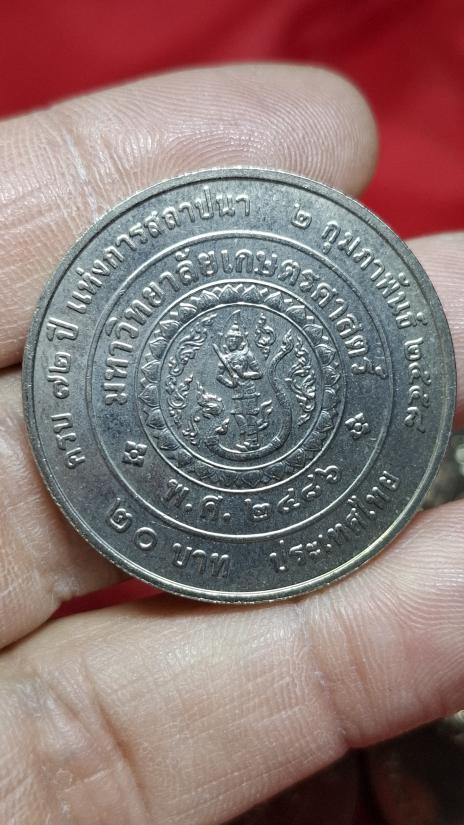 ครบ ๗๒ ปี แห่งการสถาปนา ๒ กุมภาพันธ์ ๒๕๕๘
มหาวิทยาลัยเกษตรศาสตร์
พ.ศ. ๒๔๘๖
๒๐ บาท ประเทศไทย